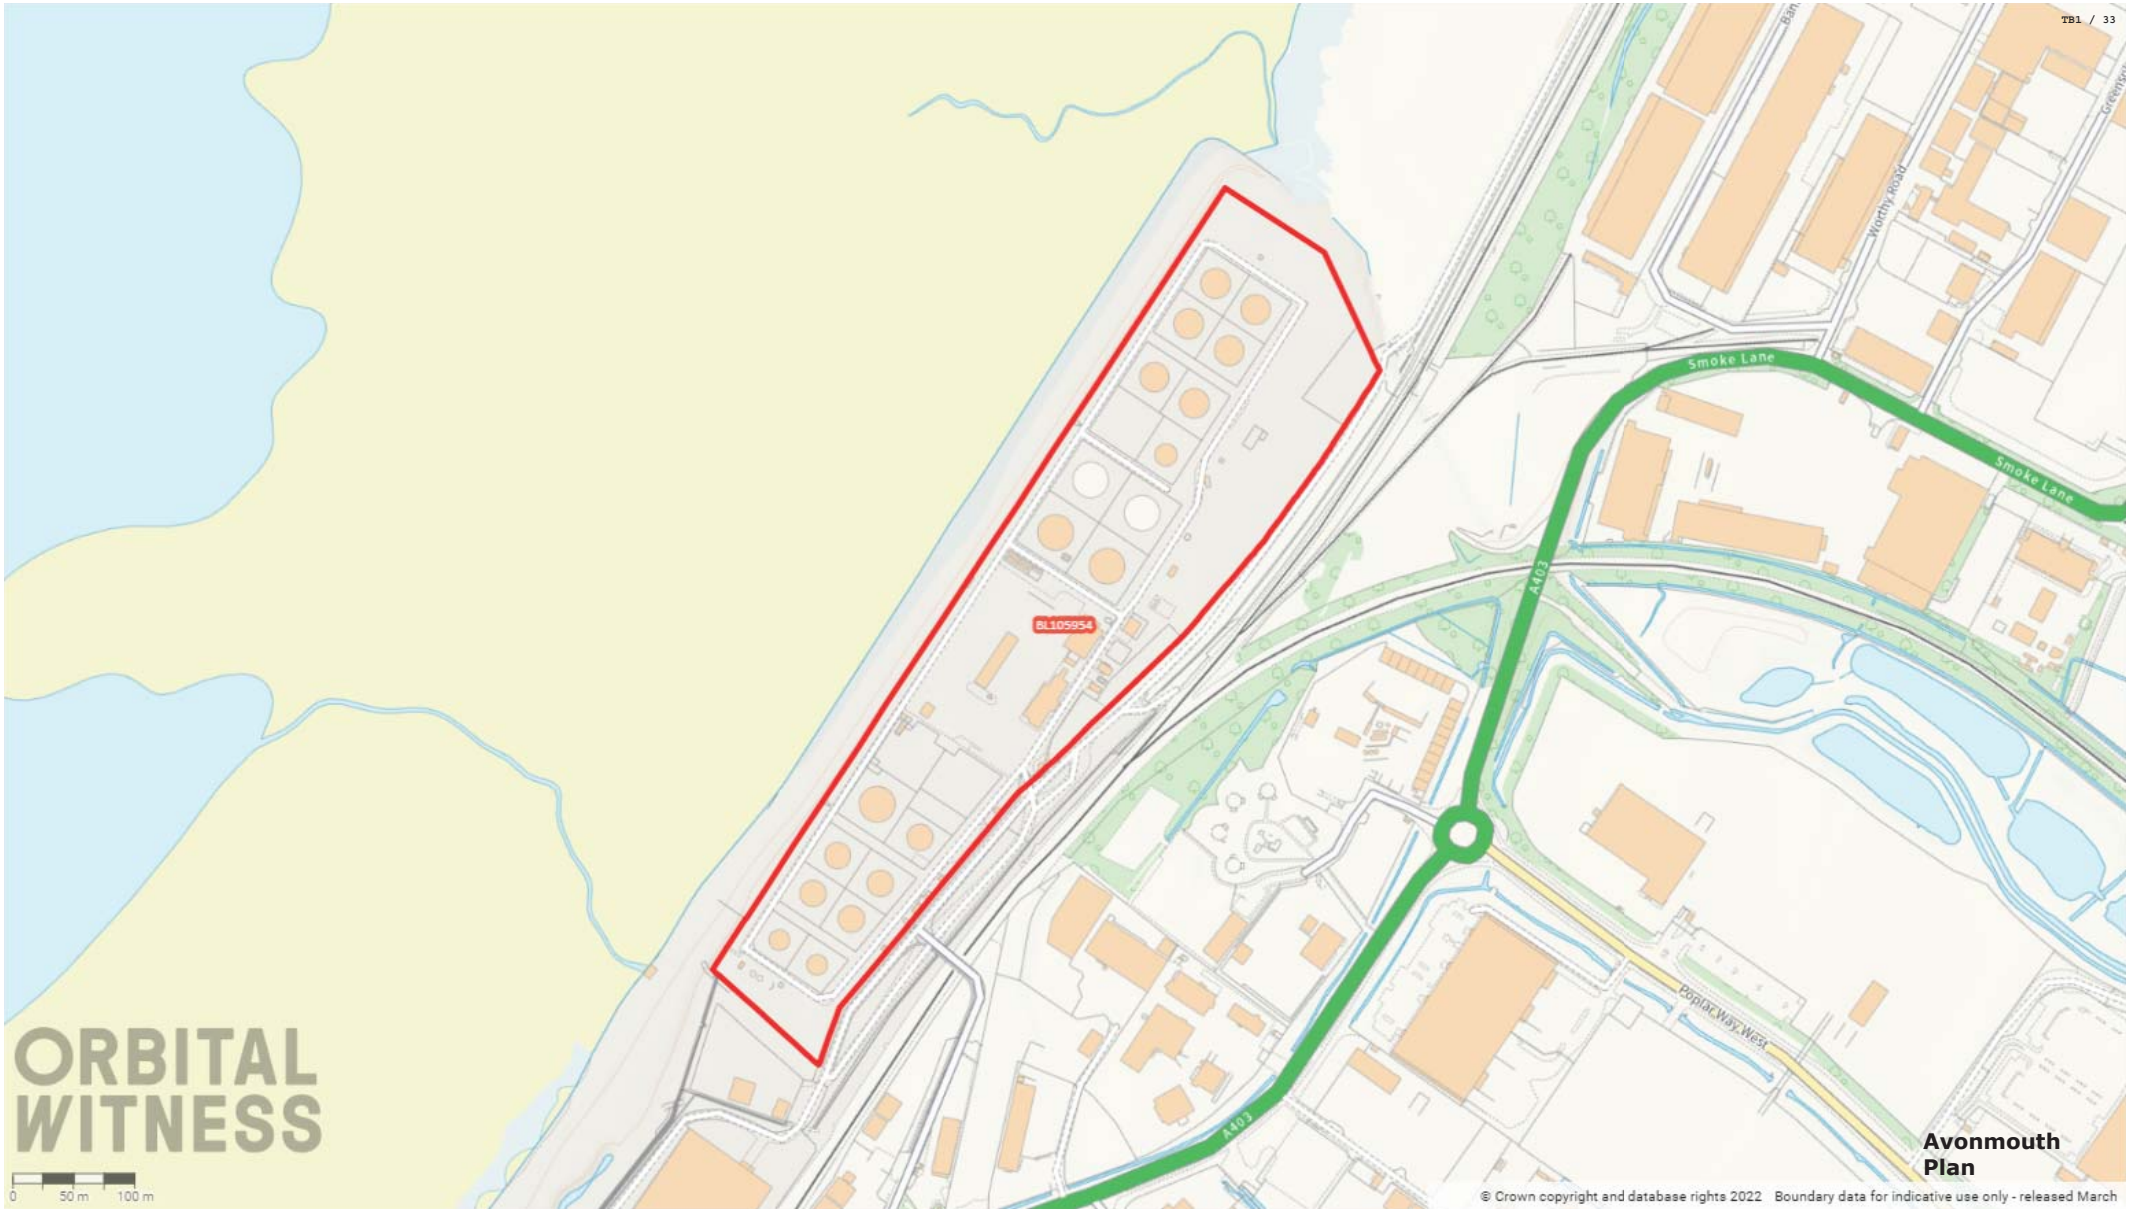 TB1 / 33
Worthy Road
Smoke Lane
Smoke Lane
A403
BL105954
Poplar Way West
A403
ORBITAL
WITNESS
0 50 m 100 m
Avonmouth
Plan
© Crown copyright and database rights 2022 Boundary data for indicative use only - released March